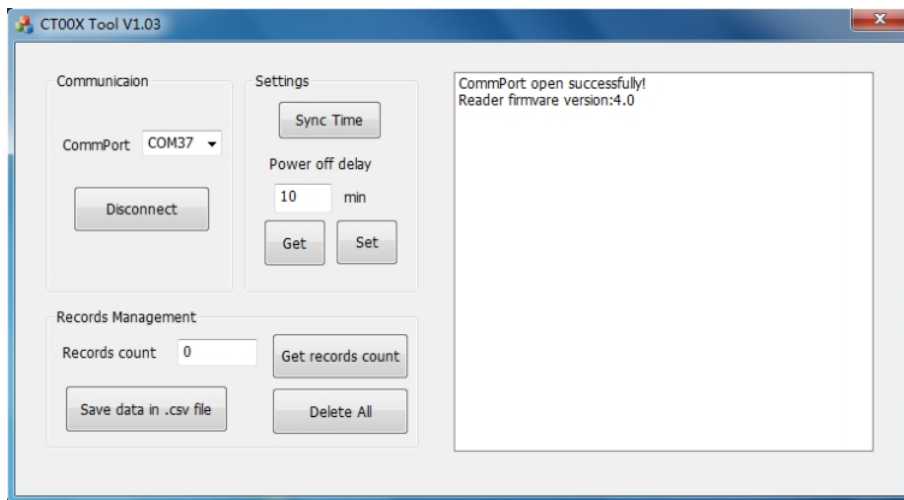 CT00X Tool V1.03
Communicaion
CommPort COM37
Disconnect
Settings
Sync Time
Power off delay
10 min
Get Set
Records Management
Records count 0 Get records count
Save data in .csv file Delete All
CommPort open successfully!
Reader firmvare version:4.0